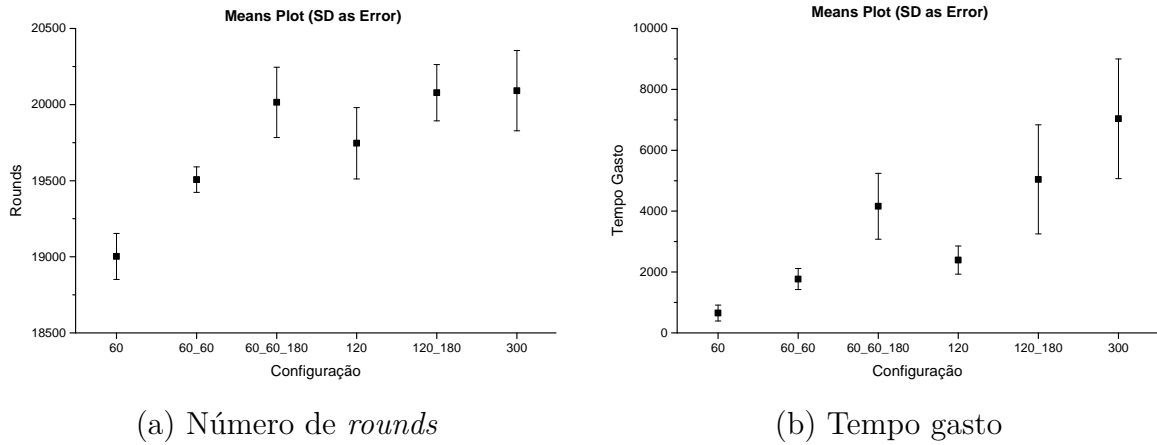 Means Plot (SD as Error)
20500
20000
19500
19000
18500
Rounds
60
60_60
60_60_180
120
120_180
300
Configuração
(a) Número de rounds
Means Plot (SD as Error)
10000
8000
6000
4000
2000
0
Tempo Gasto
60
60_60
60_60_180
120
120_180
300
Configuração
(b) Tempo gasto